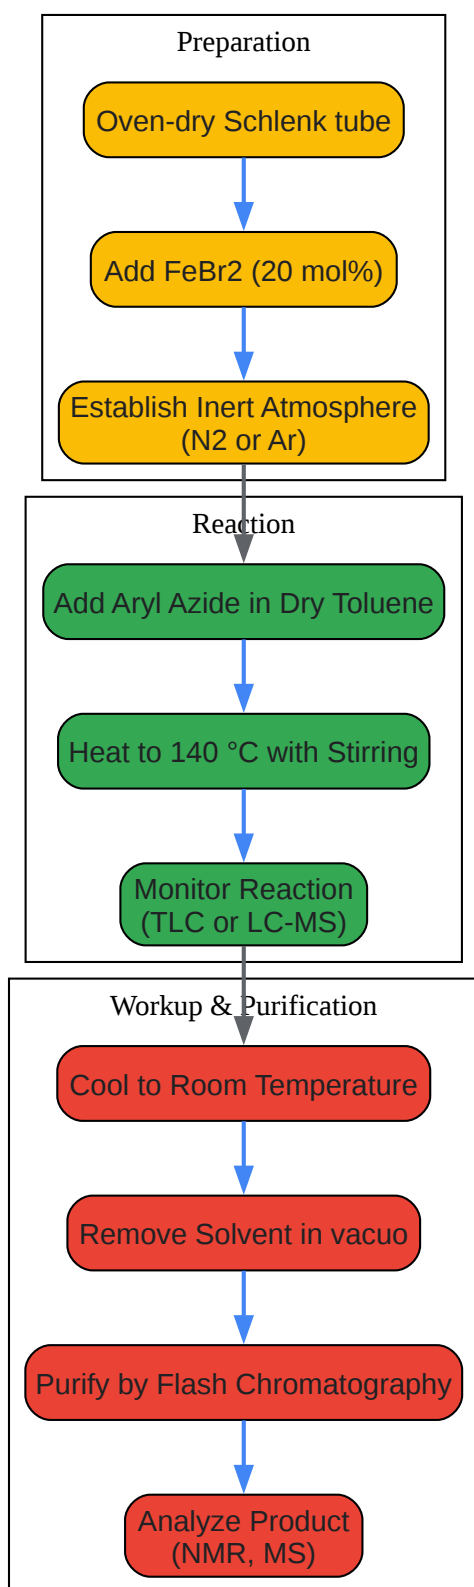 Preparation
Oven-dry Schlenk tube
Add FeBr2 (20 mol%)
Establish Inert Atmosphere
(N2 or Ar)
Reaction
Add Aryl Azide in Dry Toluene
Heat to 140 °C with Stirring
Monitor Reaction
(TLC or LC-MS)
Workup & Purification
Cool to Room Temperature
Remove Solvent in vacuo
Purify by Flash Chromatography
Analyze Product
(NMR, MS)